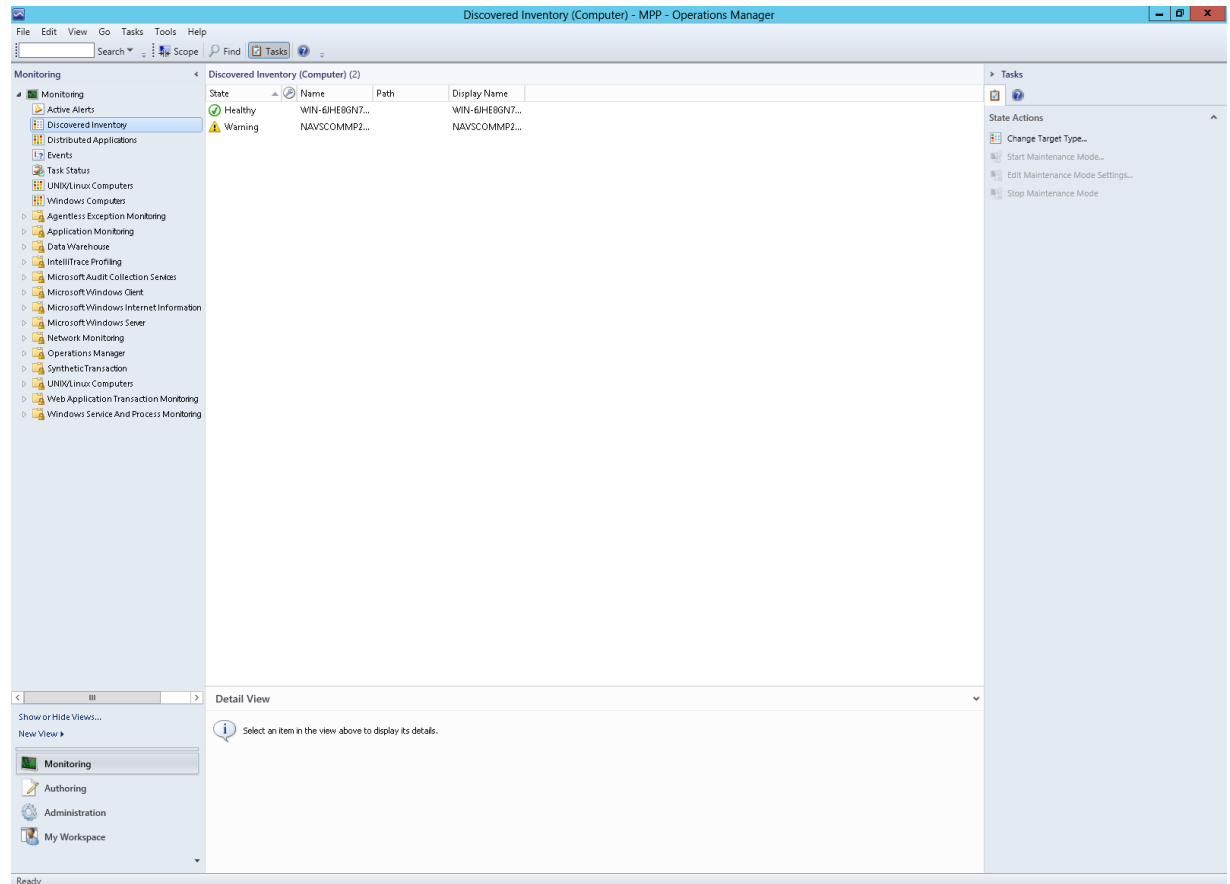 Discovered Inventory (Computer) - MPP - Operations Manager
File Edit View Go Tasks Tools Help
Search Scope Find Tasks
Monitoring
Monitoring
Active Alerts
Discovered Inventory
Distributed Applications
Events
Task Status
UNIX/Linux Computers
Windows Computers
Agentless Exception Monitoring
Application Monitoring
Data Warehouse
IntelliTrace Profiling
Microsoft Audit Collection Services
Microsoft Windows Client
Microsoft Windows Internet Information
Microsoft Windows Server
Network Monitoring
Operations Manager
Synthetic Transaction
UNIX/Linux Computers
Web Application Transaction Monitoring
Windows Service And Process Monitoring
Show or Hide Views...
New View
Monitoring
Authoring
Administration
My Workspace
Discovered Inventory (Computer) (2)
State Name Path Display Name
Healthy WIN-6JHE8GN7... WIN-6JHE8GN7...
Warning NAVSCOMMP2... NAVSCOMMP2...
Detail View
Select an item in the view above to display its details.
Tasks
State Actions
Change Target Type...
Start Maintenance Mode...
Edit Maintenance Mode Settings...
Stop Maintenance Mode
Ready